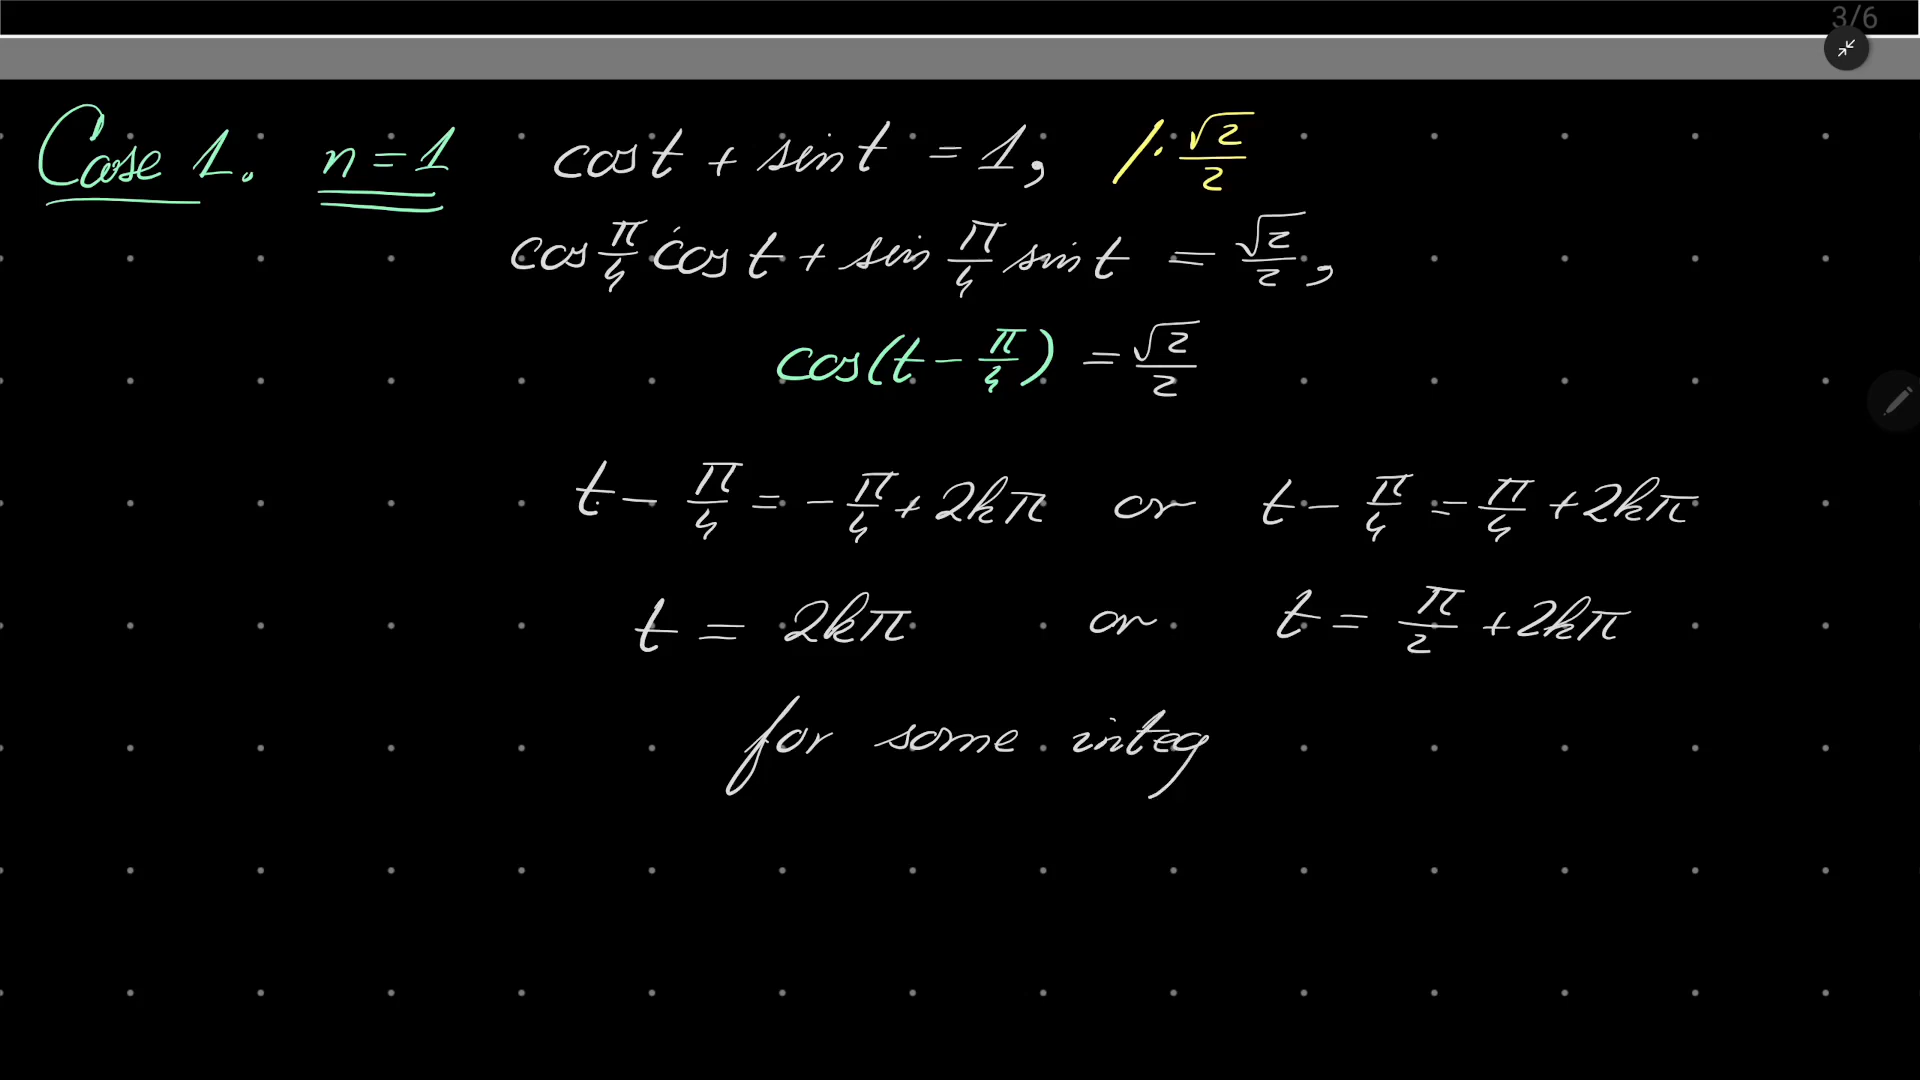 3/6
Case 1. n=1 cos t + sin t = 1, /·√2/2
cos π/4 cos t + sin π/4 sin t = √2/2,
cos(t - π/4) = √2/2
t - π/4 = -π/4 + 2kπ or t - π/4 = π/4 + 2kπ
t = 2kπ or t = π/2 + 2kπ
for some integ